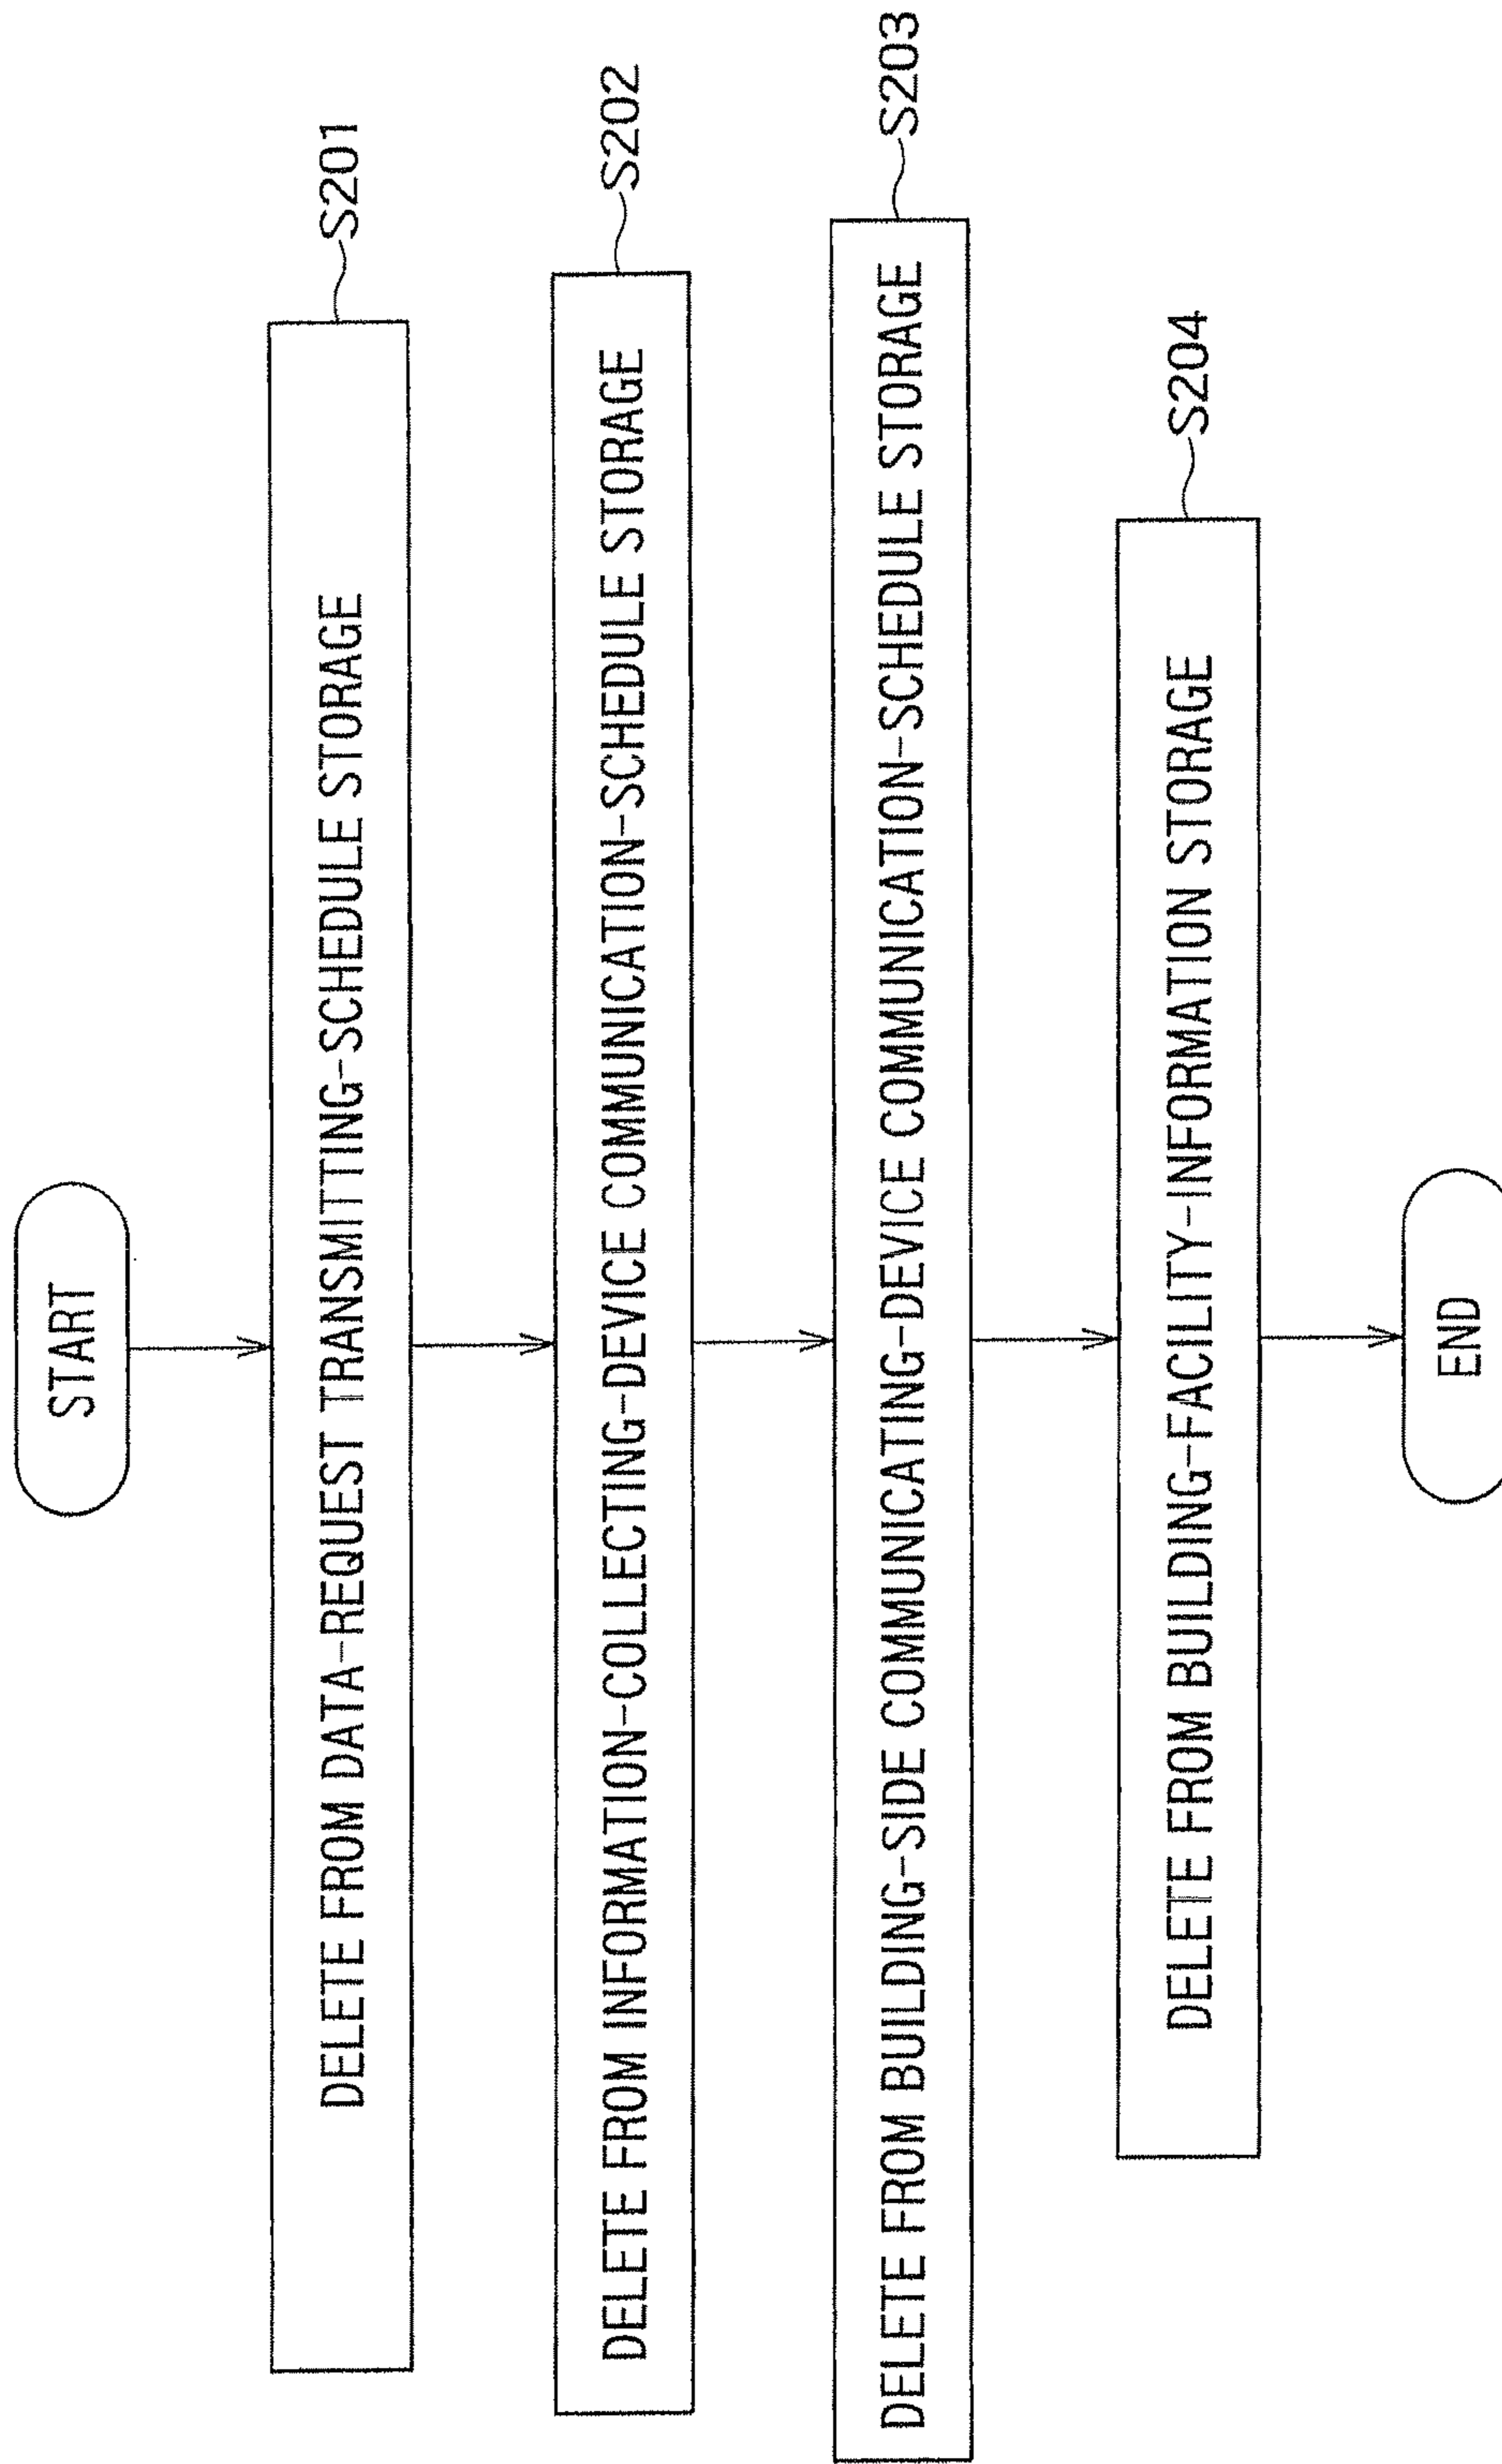 START
DELETE FROM DATA-REQUEST TRANSMITTING-SCHEDULE STORAGE
S201
DELETE FROM INFORMATION-COLLECTING-DEVICE COMMUNICATION-SCHEDULE STORAGE
S202
DELETE FROM BUILDING-SIDE COMMUNICATING-DEVICE COMMUNICATION-SCHEDULE STORAGE
S203
DELETE FROM BUILDING-FACILITY-INFORMATION STORAGE
S204
END